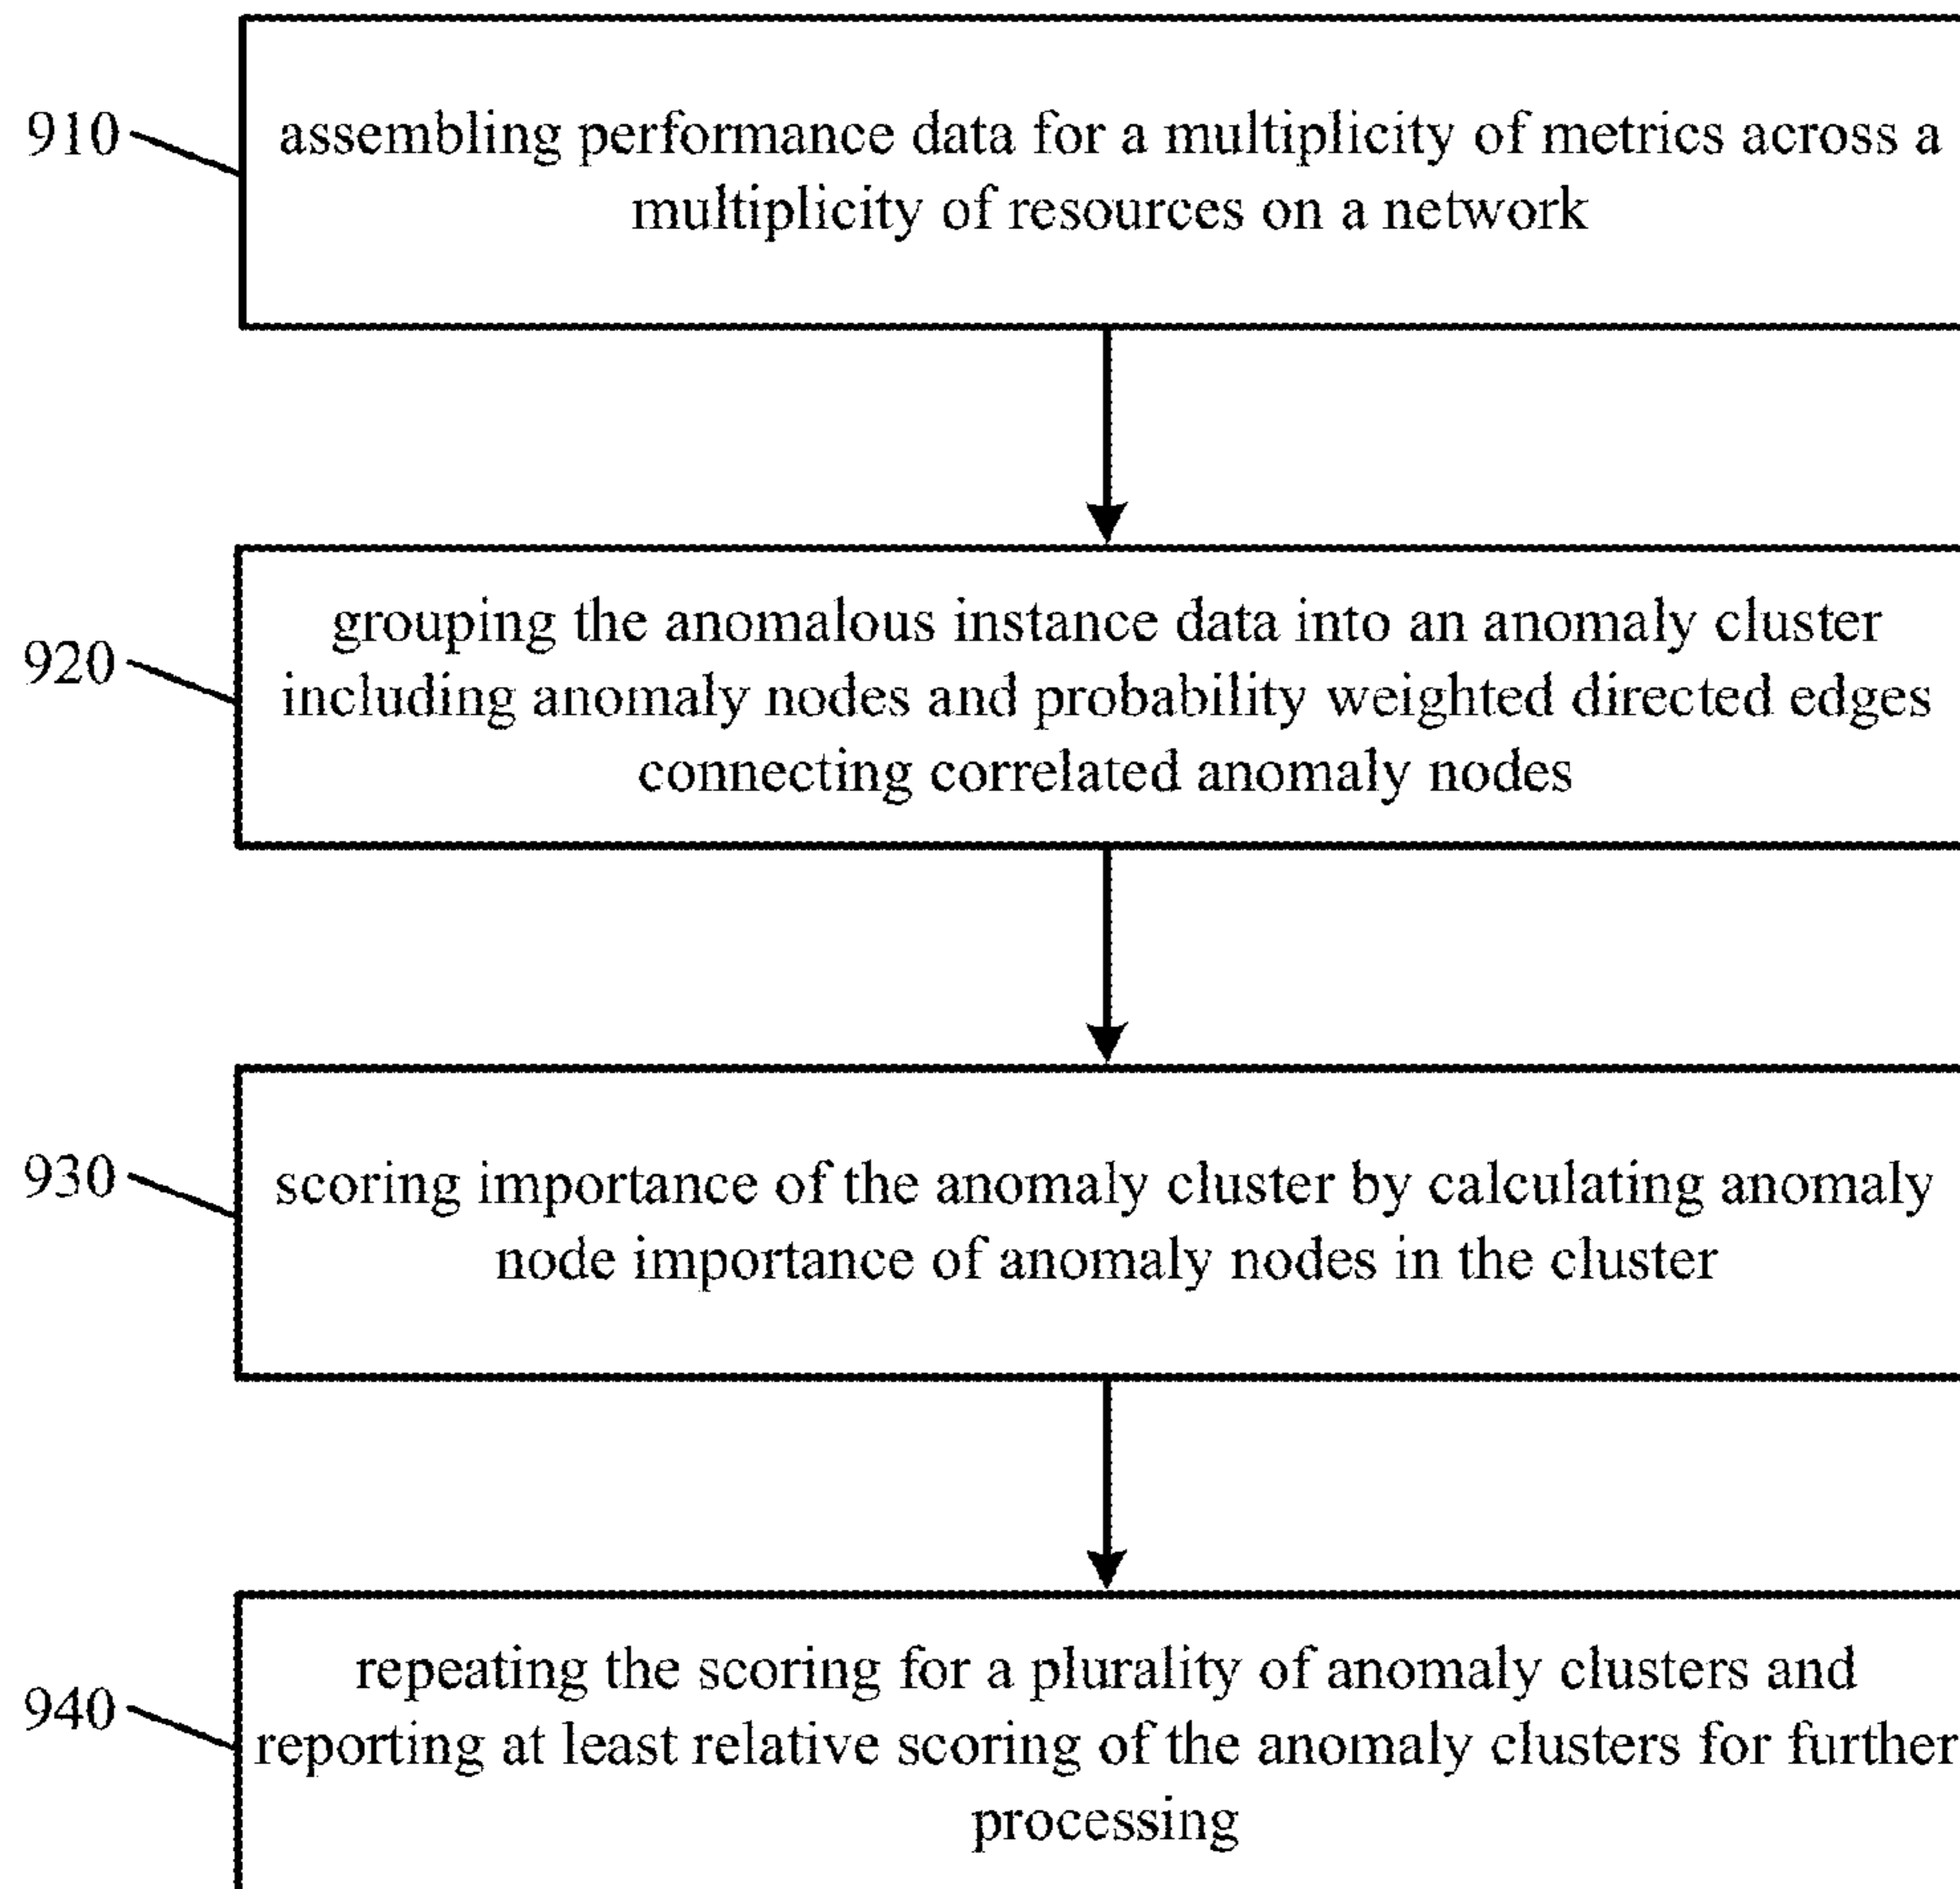 910
assembling performance data for a multiplicity of metrics across a
multiplicity of resources on a network
920
grouping the anomalous instance data into an anomaly cluster
including anomaly nodes and probability weighted directed edges
connecting correlated anomaly nodes
930
scoring importance of the anomaly cluster by calculating anomaly
node importance of anomaly nodes in the cluster
940
repeating the scoring for a plurality of anomaly clusters and
reporting at least relative scoring of the anomaly clusters for further
processing